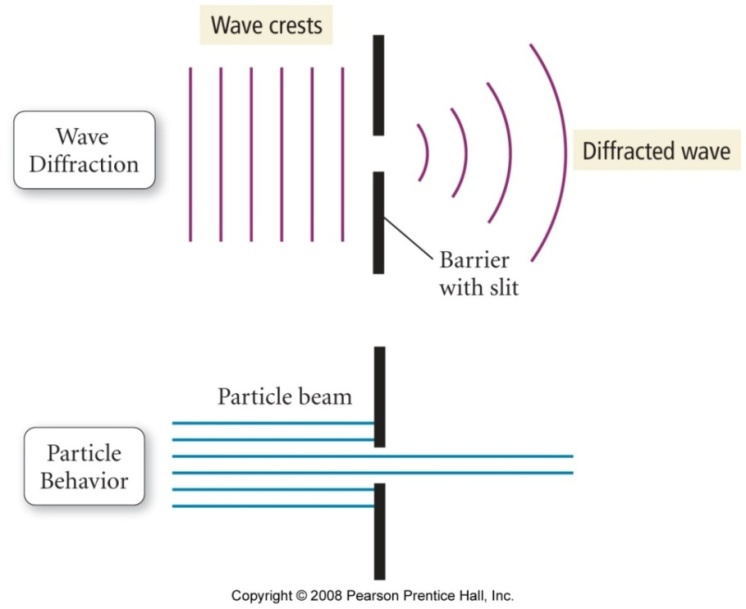 Wave crests
Wave
Diffraction
Diffracted wave
Barrier
with slit
Particle beam
Particle
Behavior
Copyright © 2008 Pearson Prentice Hall, Inc.